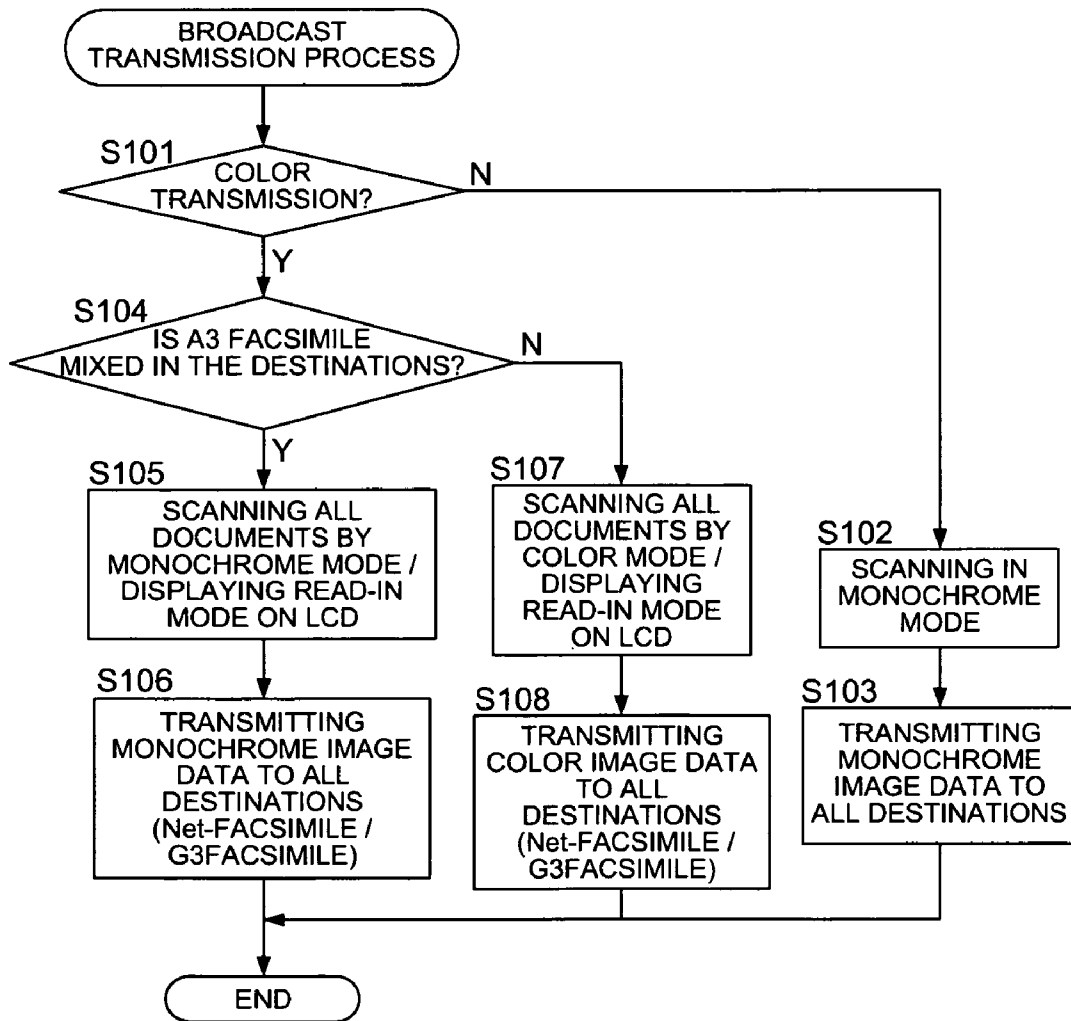 BROADCAST
TRANSMISSION PROCESS
S101
COLOR
TRANSMISSION?
N
Y
S104
IS A3 FACSIMILE
MIXED IN THE DESTINATIONS?
N
Y
S105
SCANNING ALL
DOCUMENTS BY
MONOCHROME MODE /
DISPLAYING READ-IN
MODE ON LCD
S107
SCANNING ALL
DOCUMENTS BY
COLOR MODE /
DISPLAYING
READ-IN MODE
ON LCD
S102
SCANNING IN
MONOCHROME
MODE
S106
TRANSMITTING
MONOCHROME IMAGE
DATA TO ALL
DESTINATIONS
(Net-FACSIMILE /
G3FACSIMILE)
S108
TRANSMITTING
COLOR IMAGE DATA
TO ALL
DESTINATIONS
(Net-FACSIMILE /
G3FACSIMILE)
S103
TRANSMITTING
MONOCHROME
IMAGE DATA TO
ALL DESTINATIONS
END